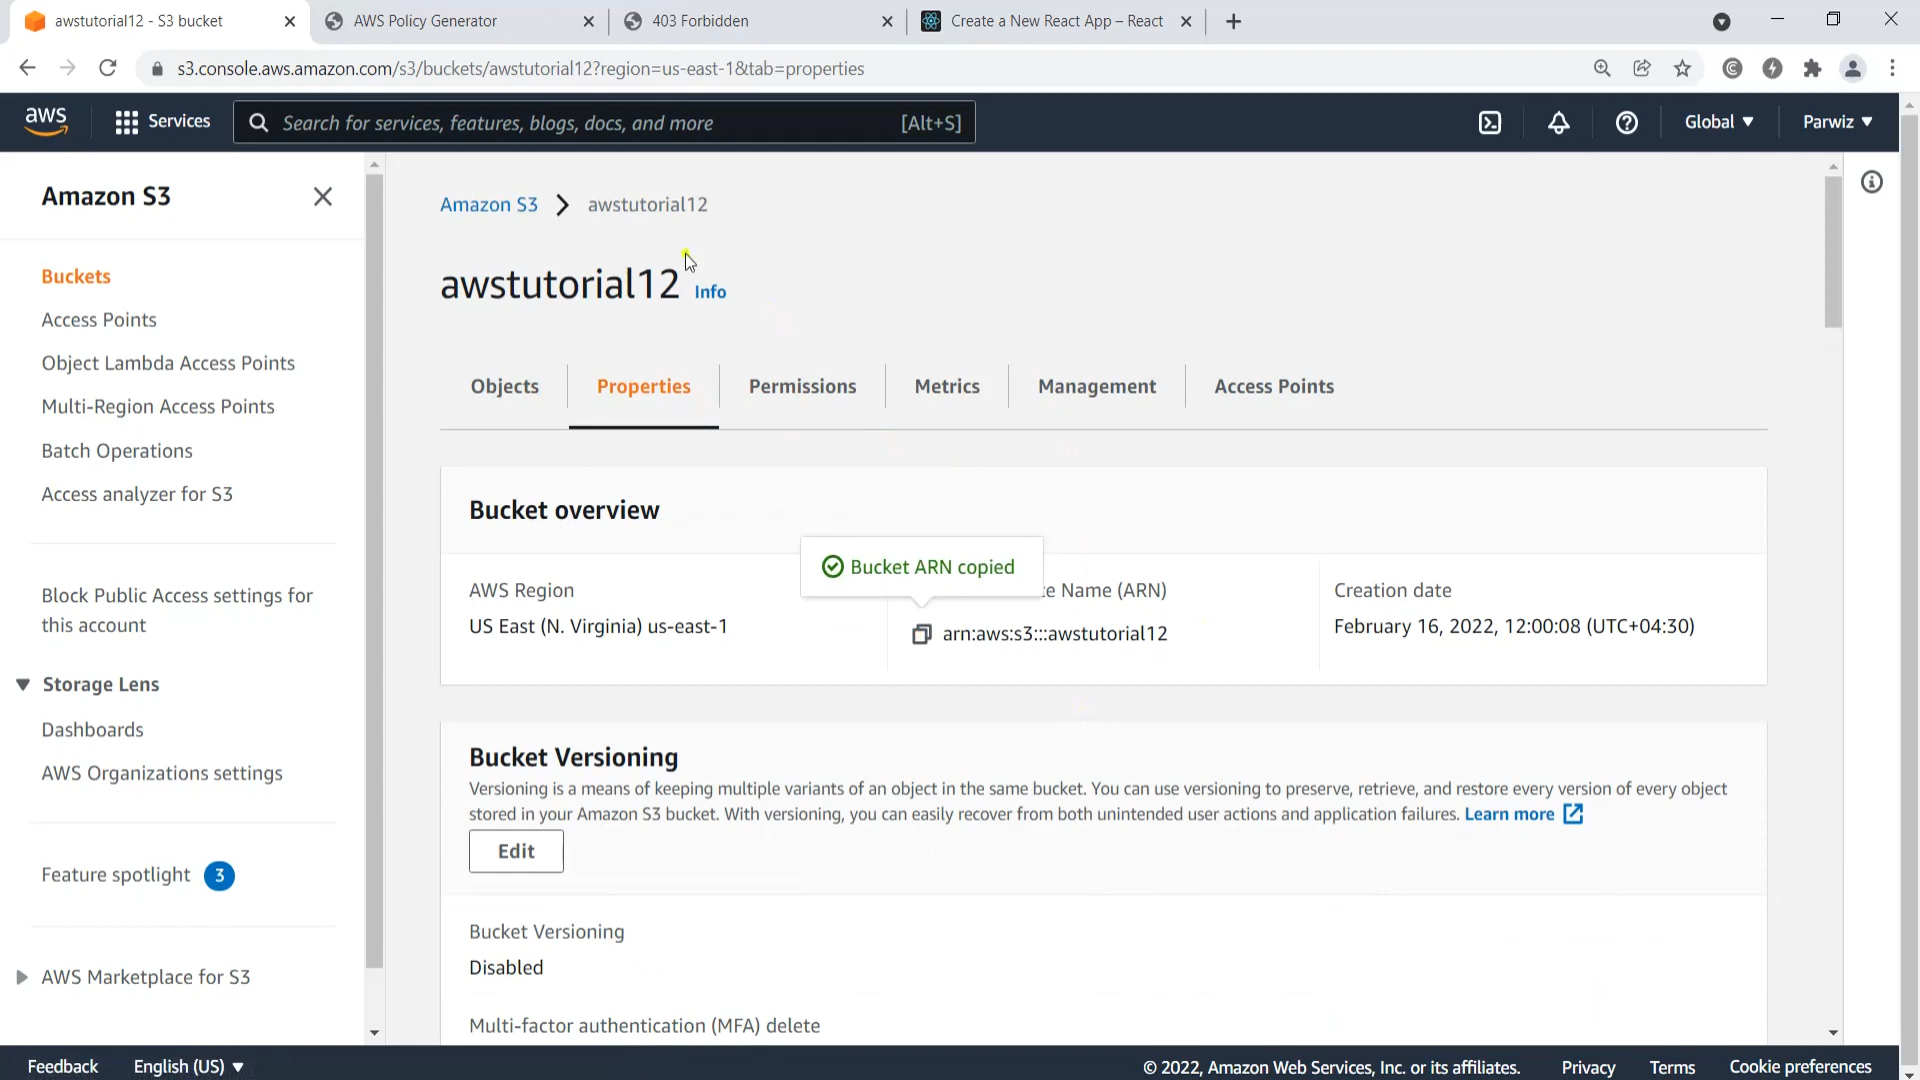 awstutorial12 - S3 bucket
AWS Policy Generator
403 Forbidden
Create a New React App – React
s3.console.aws.amazon.com/s3/buckets/awstutorial12?region=us-east-1&tab=properties
aws
Services
Search for services, features, blogs, docs, and more
[Alt+S]
Global
Parwiz
Amazon S3
Buckets
Access Points
Object Lambda Access Points
Multi-Region Access Points
Batch Operations
Access analyzer for S3
Block Public Access settings for
this account
Storage Lens
Dashboards
AWS Organizations settings
Feature spotlight 3
AWS Marketplace for S3
Amazon S3 > awstutorial12
awstutorial12 Info
Objects
Properties
Permissions
Metrics
Management
Access Points
Bucket overview
Bucket ARN copied
AWS Region
US East (N. Virginia) us-east-1
Name (ARN)
arn:aws:s3:::awstutorial12
Creation date
February 16, 2022, 12:00:08 (UTC+04:30)
Bucket Versioning
Versioning is a means of keeping multiple variants of an object in the same bucket. You can use versioning to preserve, retrieve, and restore every version of every object
stored in your Amazon S3 bucket. With versioning, you can easily recover from both unintended user actions and application failures. Learn more
Edit
Bucket Versioning
Disabled
Multi-factor authentication (MFA) delete
Feedback
English (US)
© 2022, Amazon Web Services, Inc. or its affiliates.
Privacy
Terms
Cookie preferences